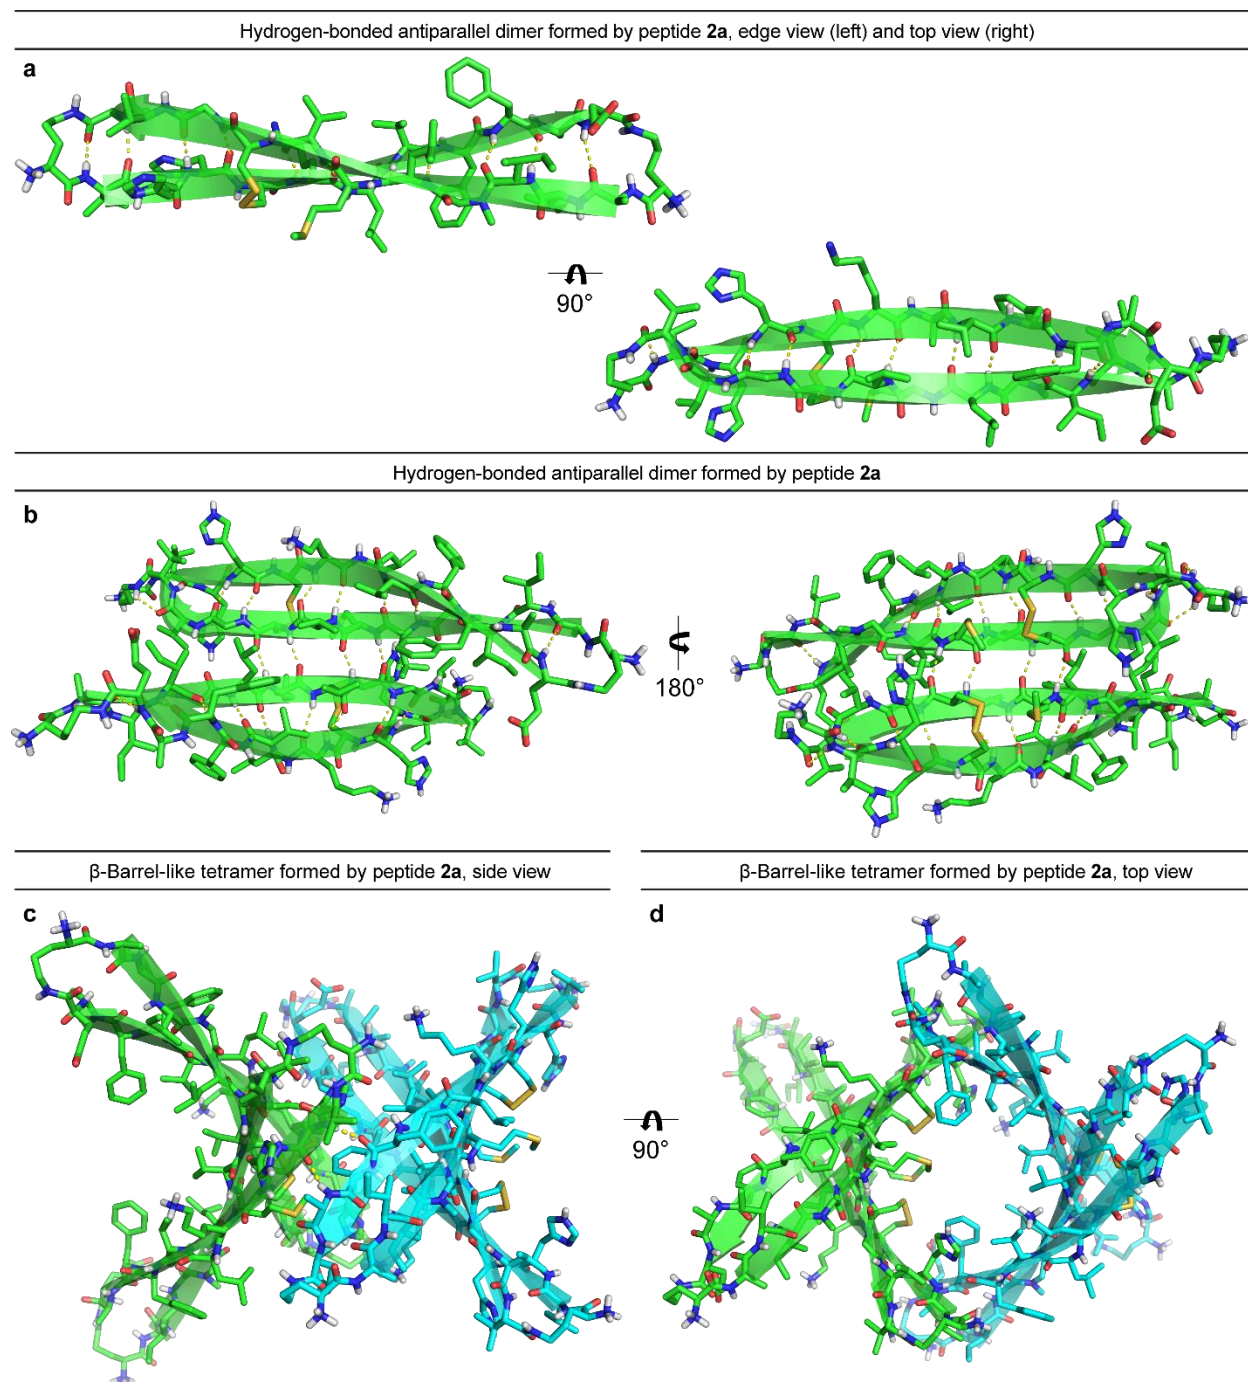 Hydrogen-bonded antiparallel dimer formed by peptide 2a, edge view (left) and top view (right)
a
90°
Hydrogen-bonded antiparallel dimer formed by peptide 2a
b
180°
β-Barrel-like tetramer formed by peptide 2a, side view
β-Barrel-like tetramer formed by peptide 2a, top view
c
d
90°